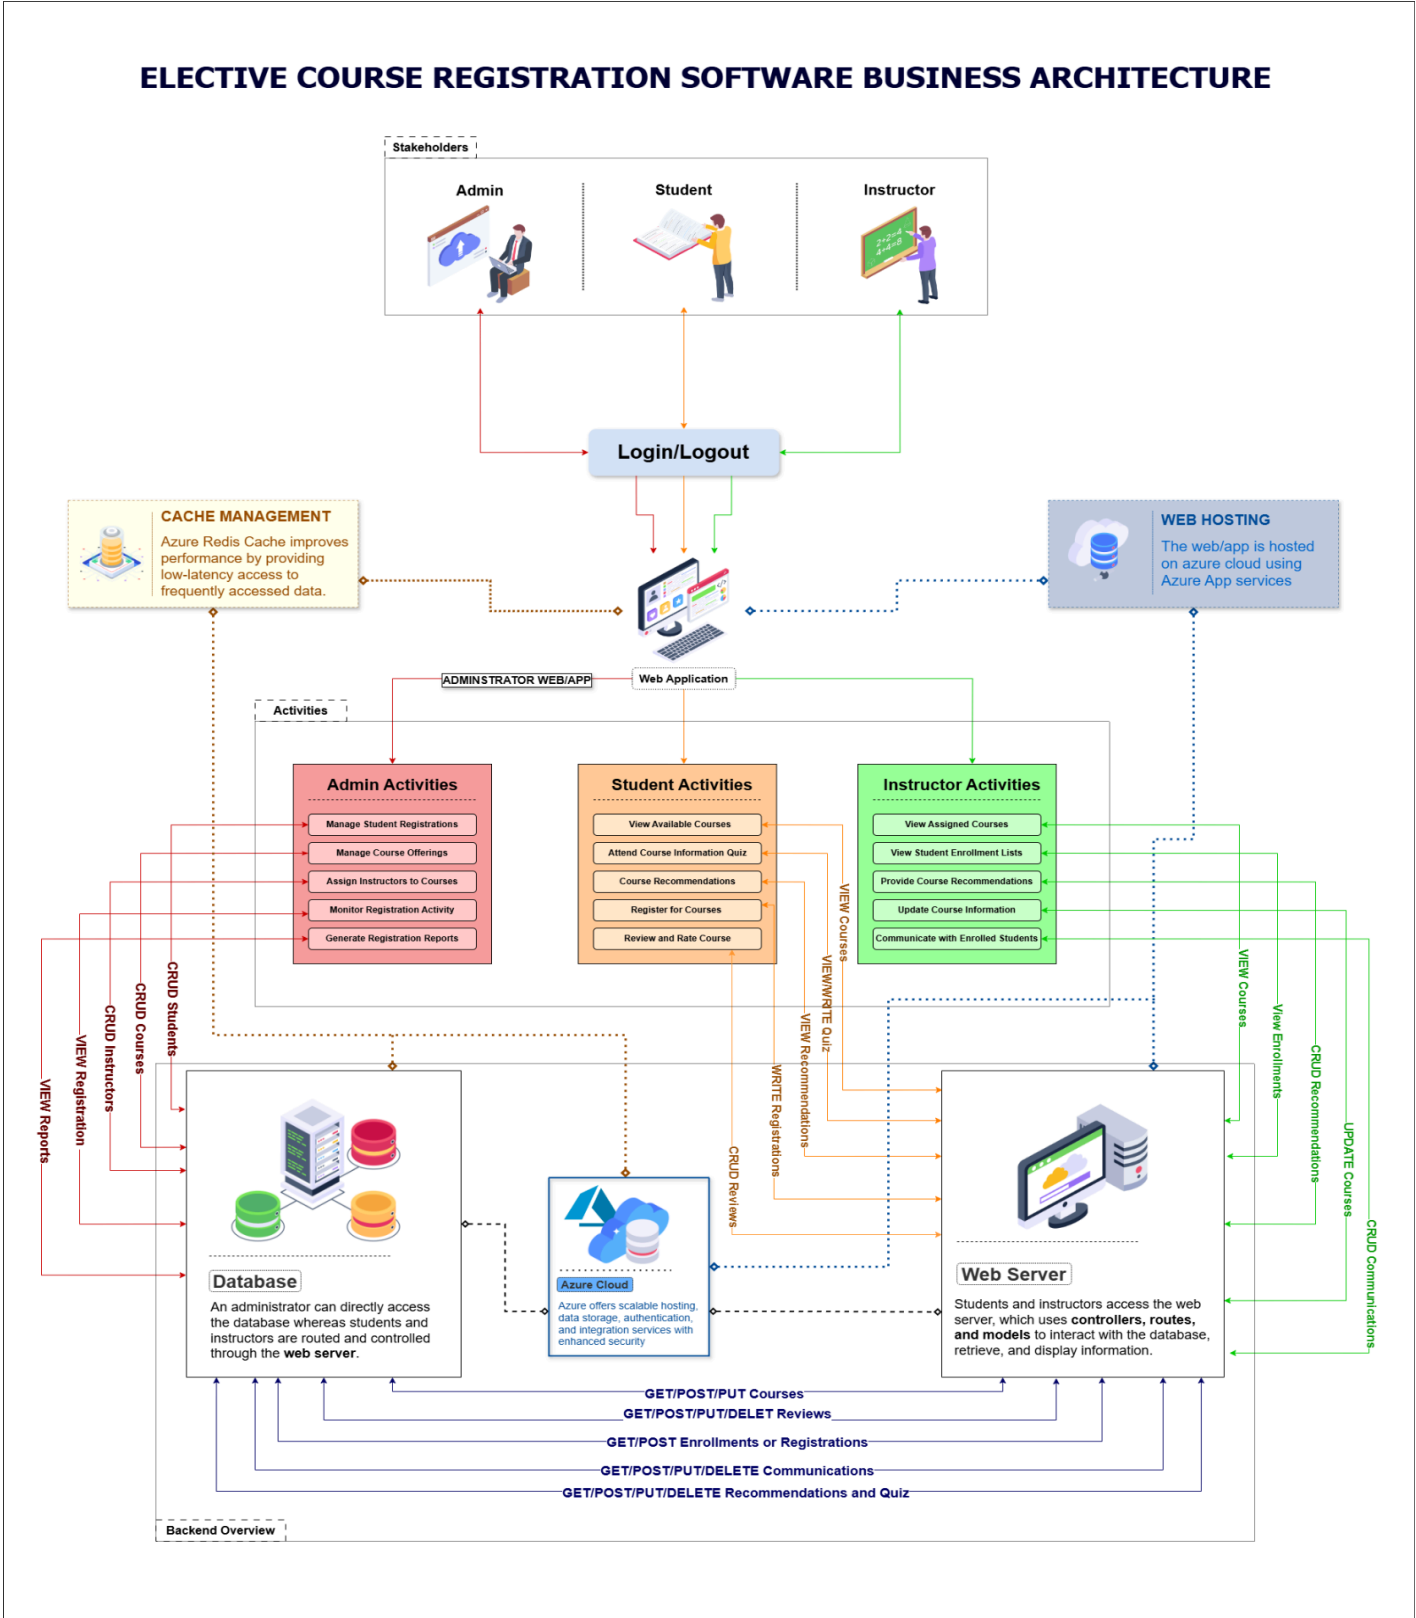 ELECTIVE COURSE REGISTRATION SOFTWARE BUSINESS ARCHITECTURE
Stakeholders
Admin
Student
Instructor
2+2=4
4+4=8
Login/Logout
CACHE MANAGEMENT
Azure Redis Cache improves
performance by providing
low-latency access to
frequently accessed data.
WEB HOSTING
The web/app is hosted
on azure cloud using
Azure App services
ADMINSTRATOR WEB/APP
Web Application
Activities
Admin Activities
Manage Student Registrations
Manage Course Offerings
Assign Instructors to Courses
Monitor Registration Activity
Generate Registration Reports
Student Activities
View Available Courses
Attend Course Information Quiz
Course Recommendations
Register for Courses
Review and Rate Course
Instructor Activities
View Assigned Courses
View Student Enrollment Lists
Provide Course Recommendations
Update Course Information
Communicate with Enrolled Students
CRUD Students
CRUD Courses
CRUD Instructors
VIEW Registration
VIEW Reports
VIEW Courses
VIEW/WRITE Quiz
VIEW Recommendations
WRITE Registrations
CRUD Reviews
VIEW Courses
View Enrollments
CRUD Recommendations
UPDATE Courses
CRUD Communications
Database
An administrator can directly access
the database whereas students and
instructors are routed and controlled
through the web server.
Azure Cloud
Azure offers scalable hosting,
data storage, authentication,
and integration services with
enhanced security
Web Server
Students and instructors access the web
server, which uses controllers, routes,
and models to interact with the database,
retrieve, and display information.
GET/POST/PUT Courses
GET/POST/PUT/DELET Reviews
GET/POST Enrollments or Registrations
GET/POST/PUT/DELETE Communications
GET/POST/PUT/DELETE Recommendations and Quiz
Backend Overview